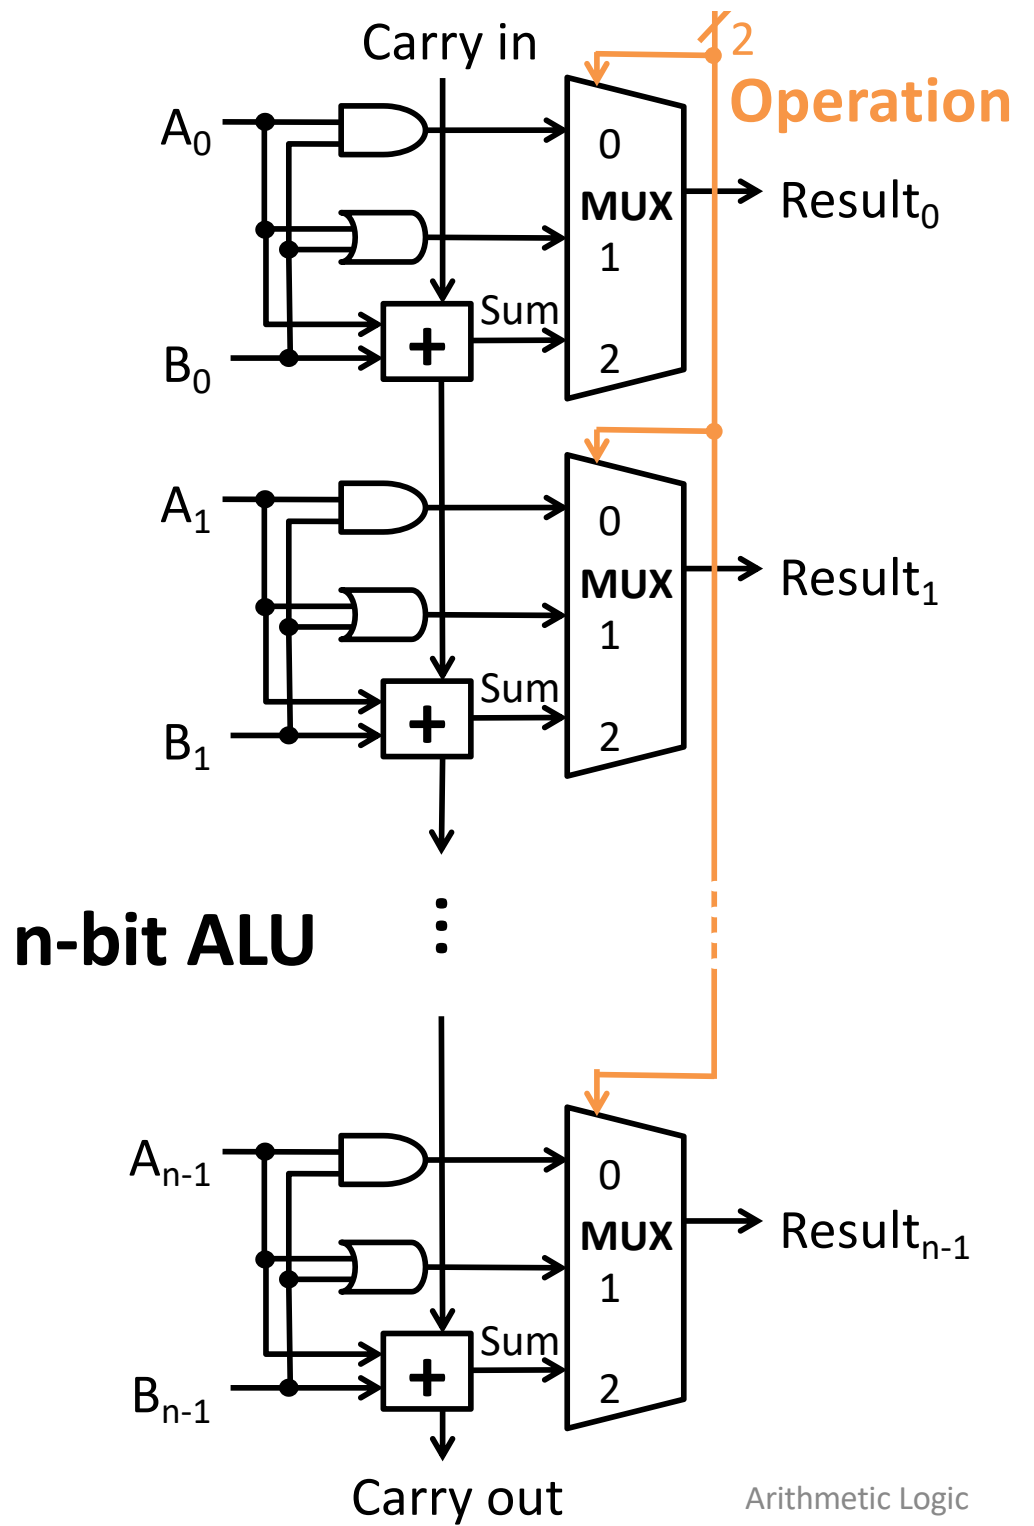 Carry in
2
Operation
A₀
0
MUX
Result₀
1
Sum
+
2
B₀
A₁
0
MUX
Result₁
1
Sum
+
2
B₁
n-bit ALU
Aₙ₋₁
0
MUX
Resultₙ₋₁
1
Sum
+
2
Bₙ₋₁
Carry out
Arithmetic Logic